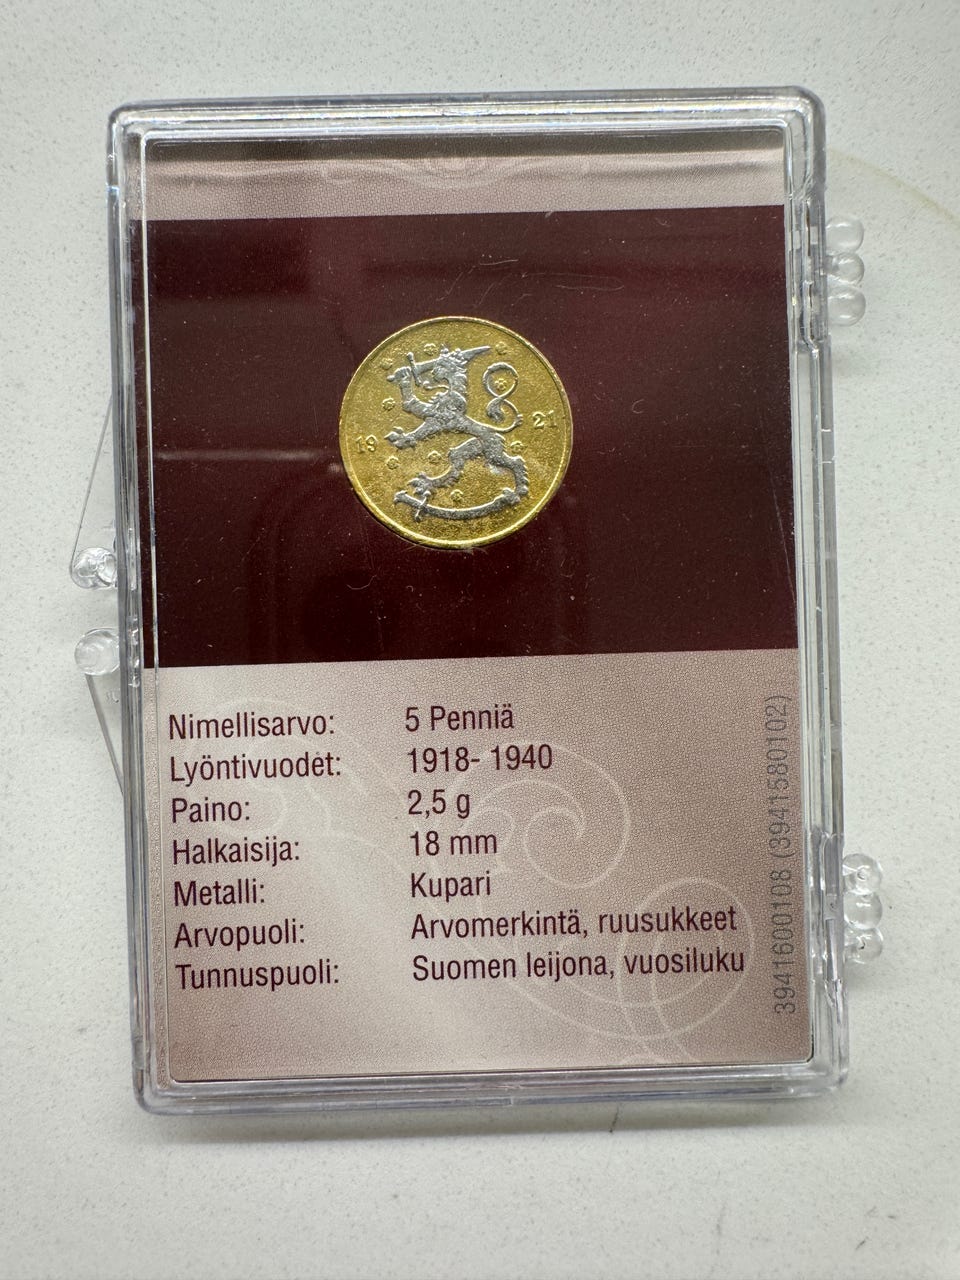 19 21
Nimellisarvo: 5 Penniä
Lyöntivuodet: 1918- 1940
Paino: 2,5 g
Halkaisija: 18 mm
Metalli: Kupari
Arvopuoli: Arvomerkintä, ruusukkeet
Tunnuspuoli: Suomen leijona, vuosiluku
3941600108 (3941580102)